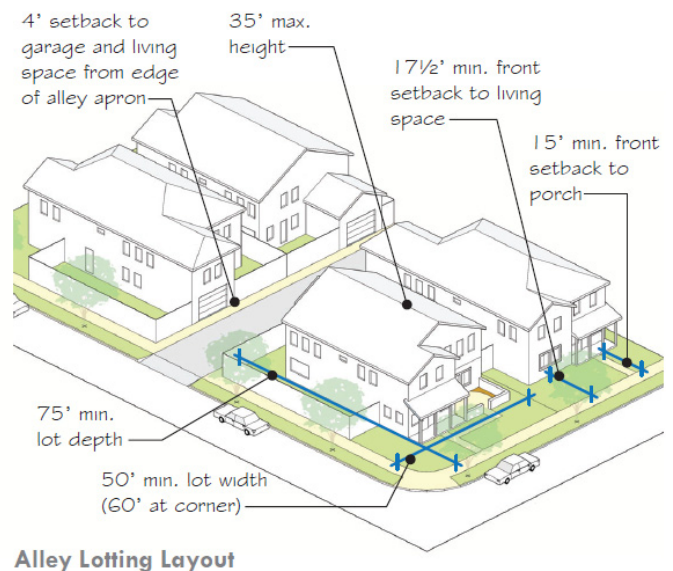 4' setback to
garage and living
space from edge
of alley apron
35' max.
height
17½' min. front
setback to living
space
15' min. front
setback to
porch
75' min.
lot depth
50' min. lot width
(60' at corner)
Alley Lotting Layout